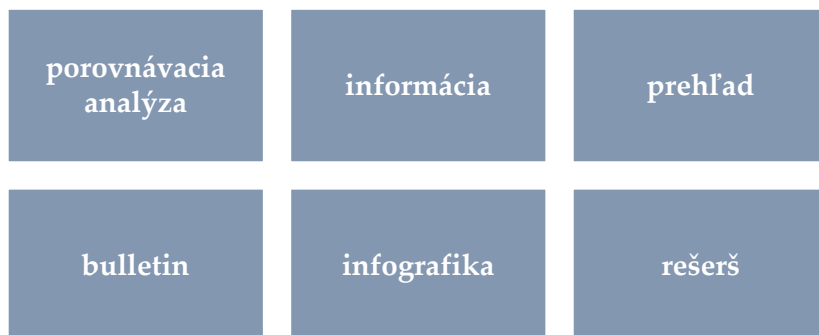 porovnávacia
analýza
informácia
prehľad
bulletin
infografika
rešerš